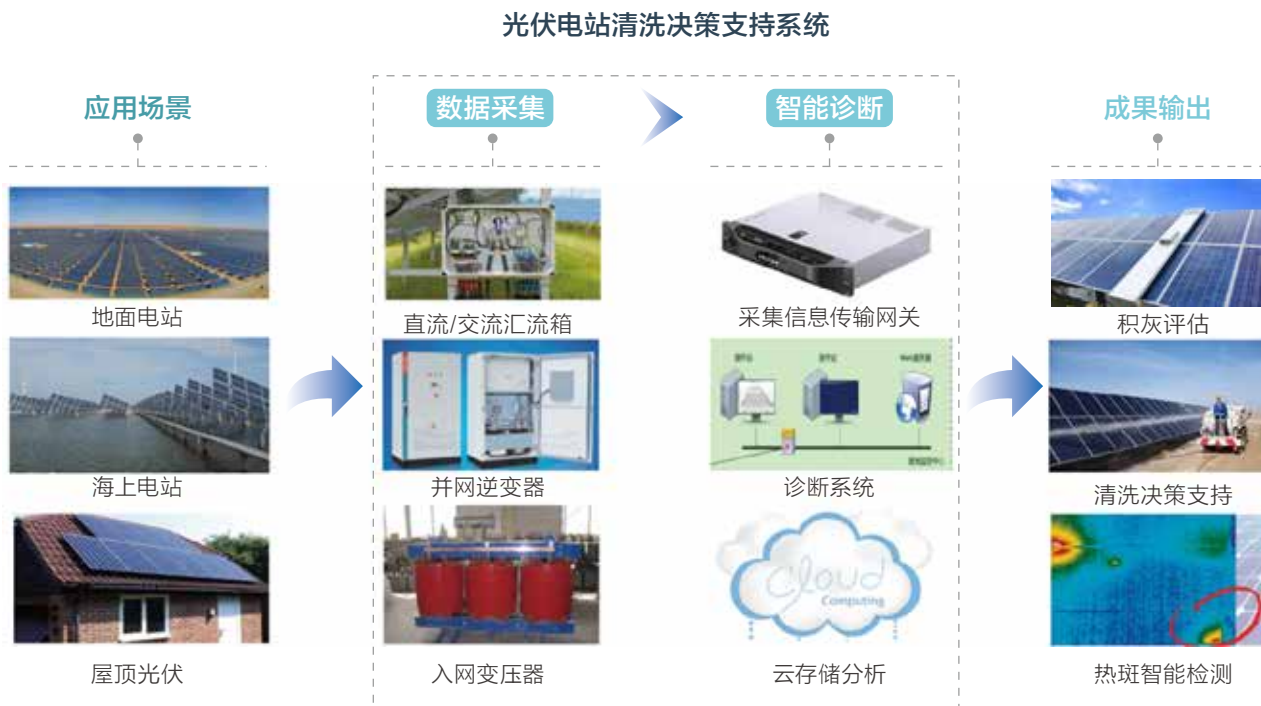 光伏电站清洗决策支持系统
应用场景
数据采集
智能诊断
成果输出
地面电站
直流/交流汇流箱
采集信息传输网关
积灰评估
海上电站
并网逆变器
诊断系统
清洗决策支持
Cloud
Computing
屋顶光伏
入网变压器
云存储分析
热斑智能检测